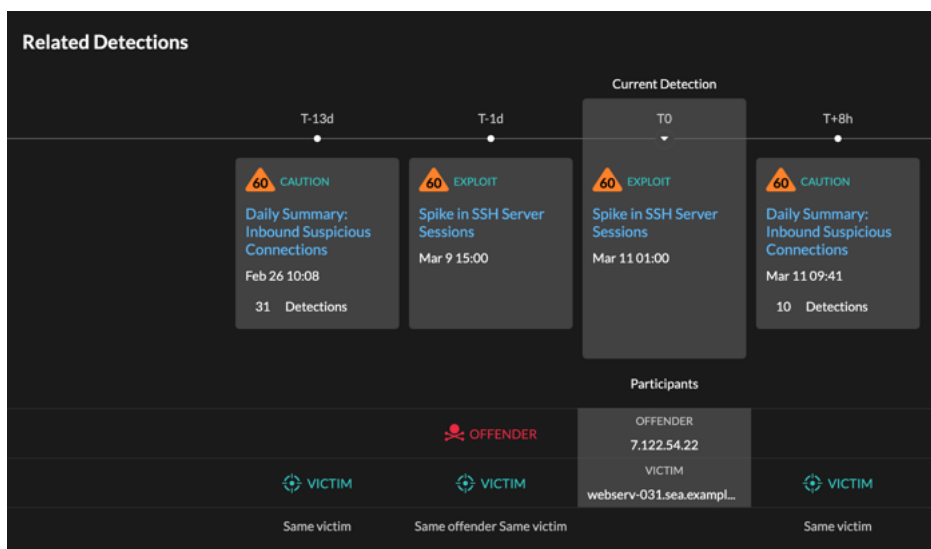 Related Detections
Current Detection
T-13d
T-1d
T0
T+8h
60 CAUTION
Daily Summary:
Inbound Suspicious
Connections
Feb 26 10:08
31 Detections
60 EXPLOIT
Spike in SSH Server
Sessions
Mar 9 15:00
60 EXPLOIT
Spike in SSH Server
Sessions
Mar 11 01:00
60 CAUTION
Daily Summary:
Inbound Suspicious
Connections
Mar 11 09:41
10 Detections
Participants
OFFENDER
OFFENDER
7.122.54.22
VICTIM
VICTIM
VICTIM
webserv-031.sea.exampl...
VICTIM
Same victim
Same offender Same victim
Same victim